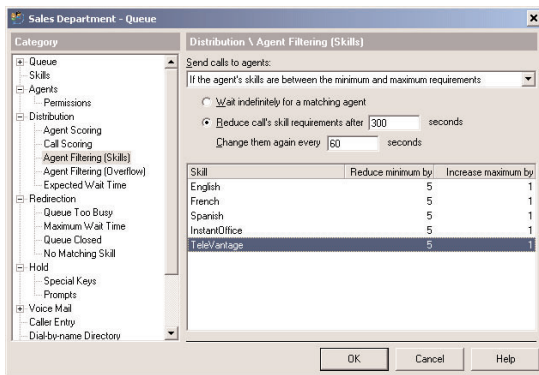 Sales Department - Queue
Category
Queue
Skills
Agents
Permissions
Distribution
Agent Scoring
Call Scoring
Agent Filtering (Skills)
Agent Filtering (Overflow)
Expected Wait Time
Redirection
Queue Too Busy
Maximum Wait Time
Queue Closed
No Matching Skill
Hold
Special Keys
Prompts
Voice Mail
Caller Entry
Dial-by-name Directory
Distribution \ Agent Filtering (Skills)
Send calls to agents:
If the agent's skills are between the minimum and maximum requirements
Wait indefinitely for a matching agent
Reduce call's skill requirements after 300 seconds
Change them again every 60 seconds
Skill Reduce minimum by Increase maximum by
English 5 1
French 5 1
Spanish 5 1
InstantOffice 5 1
TeleVantage 5 1
OK Cancel Help